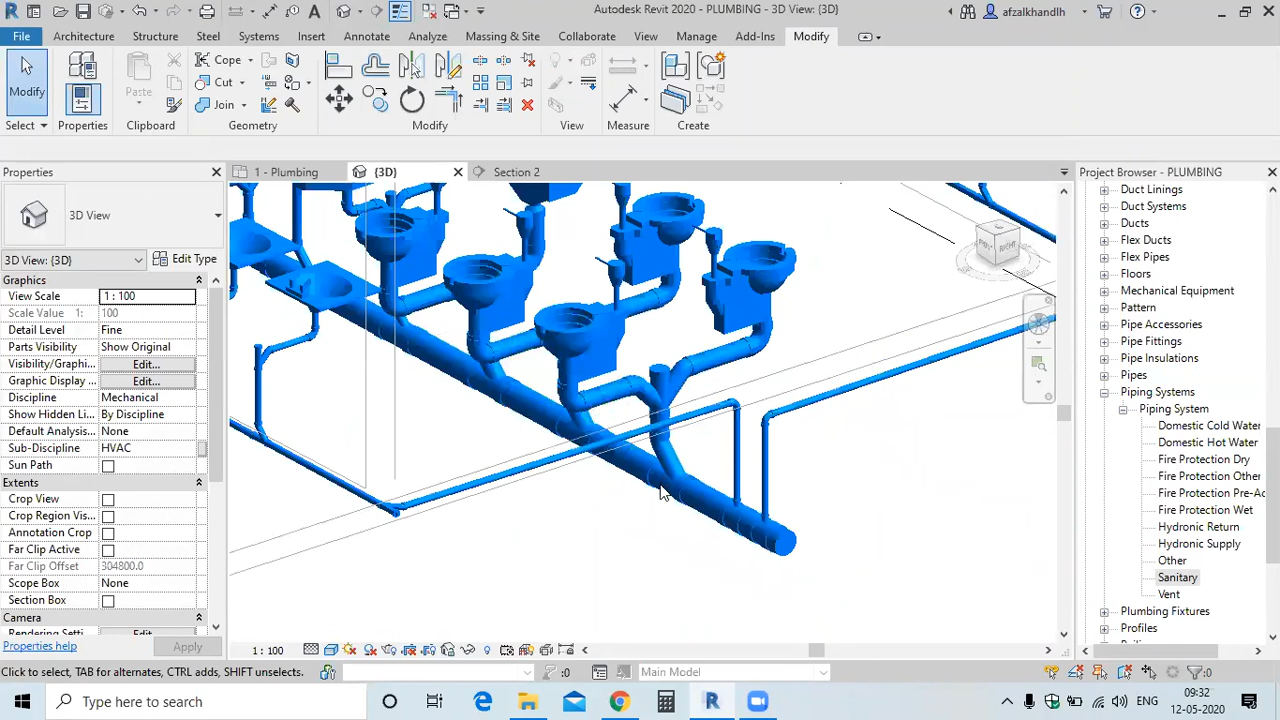 Autodesk Revit 2020 - PLUMBING - 3D View: {3D}
afzalkhandlh
File Architecture Structure Steel Systems Insert Annotate Analyze Massing & Site Collaborate View Manage Add-Ins Modify
Modify
Properties
Paste
Cope
Cut
Join
Select Properties Clipboard Geometry Modify View Measure Create
Properties
1 - Plumbing {3D} Section 2
Project Browser - PLUMBING
3D View
3D View: {3D} Edit Type
Graphics
View Scale 1 : 100
Scale Value 1: 100
Detail Level Fine
Parts Visibility Show Original
Visibility/Graphi... Edit...
Graphic Display ... Edit...
Discipline Mechanical
Show Hidden Li... By Discipline
Default Analysis... None
Sub-Discipline HVAC
Sun Path
Extents
Crop View
Crop Region Vis...
Annotation Crop
Far Clip Active
Far Clip Offset 304800.0
Scope Box None
Section Box
Camera
Properties help Apply
RIGHT
Duct Linings
Duct Systems
Ducts
Flex Ducts
Flex Pipes
Floors
Mechanical Equipment
Pattern
Pipe Accessories
Pipe Fittings
Pipe Insulations
Pipes
Piping Systems
Piping System
Domestic Cold Water
Domestic Hot Water
Fire Protection Dry
Fire Protection Other
Fire Protection Pre-Ac
Fire Protection Wet
Hydronic Return
Hydronic Supply
Other
Sanitary
Vent
Plumbing Fixtures
Profiles
1 : 100
Click to select, TAB for alternates, CTRL adds, SHIFT unselects. :0 Main Model :0
Type here to search
ENG
09:32
12-05-2020